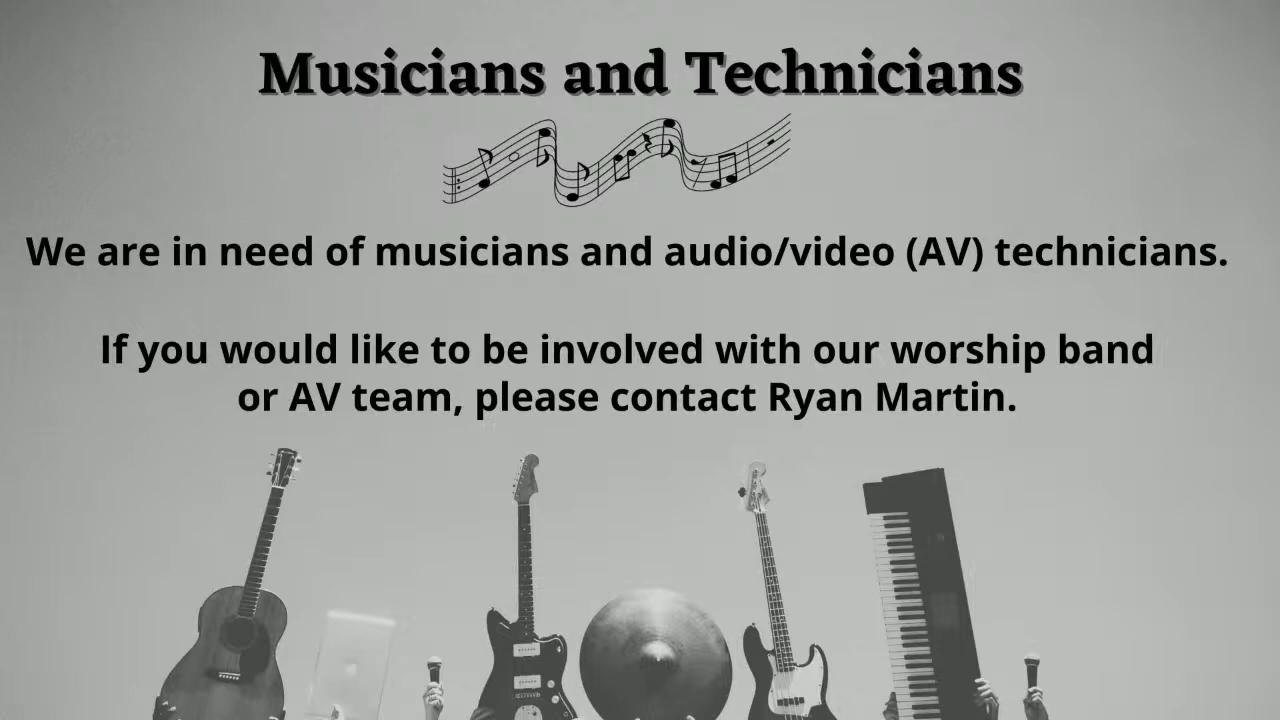 Musicians and Technicians
We are in need of musicians and audio/video (AV) technicians.
If you would like to be involved with our worship band
or AV team, please contact Ryan Martin.